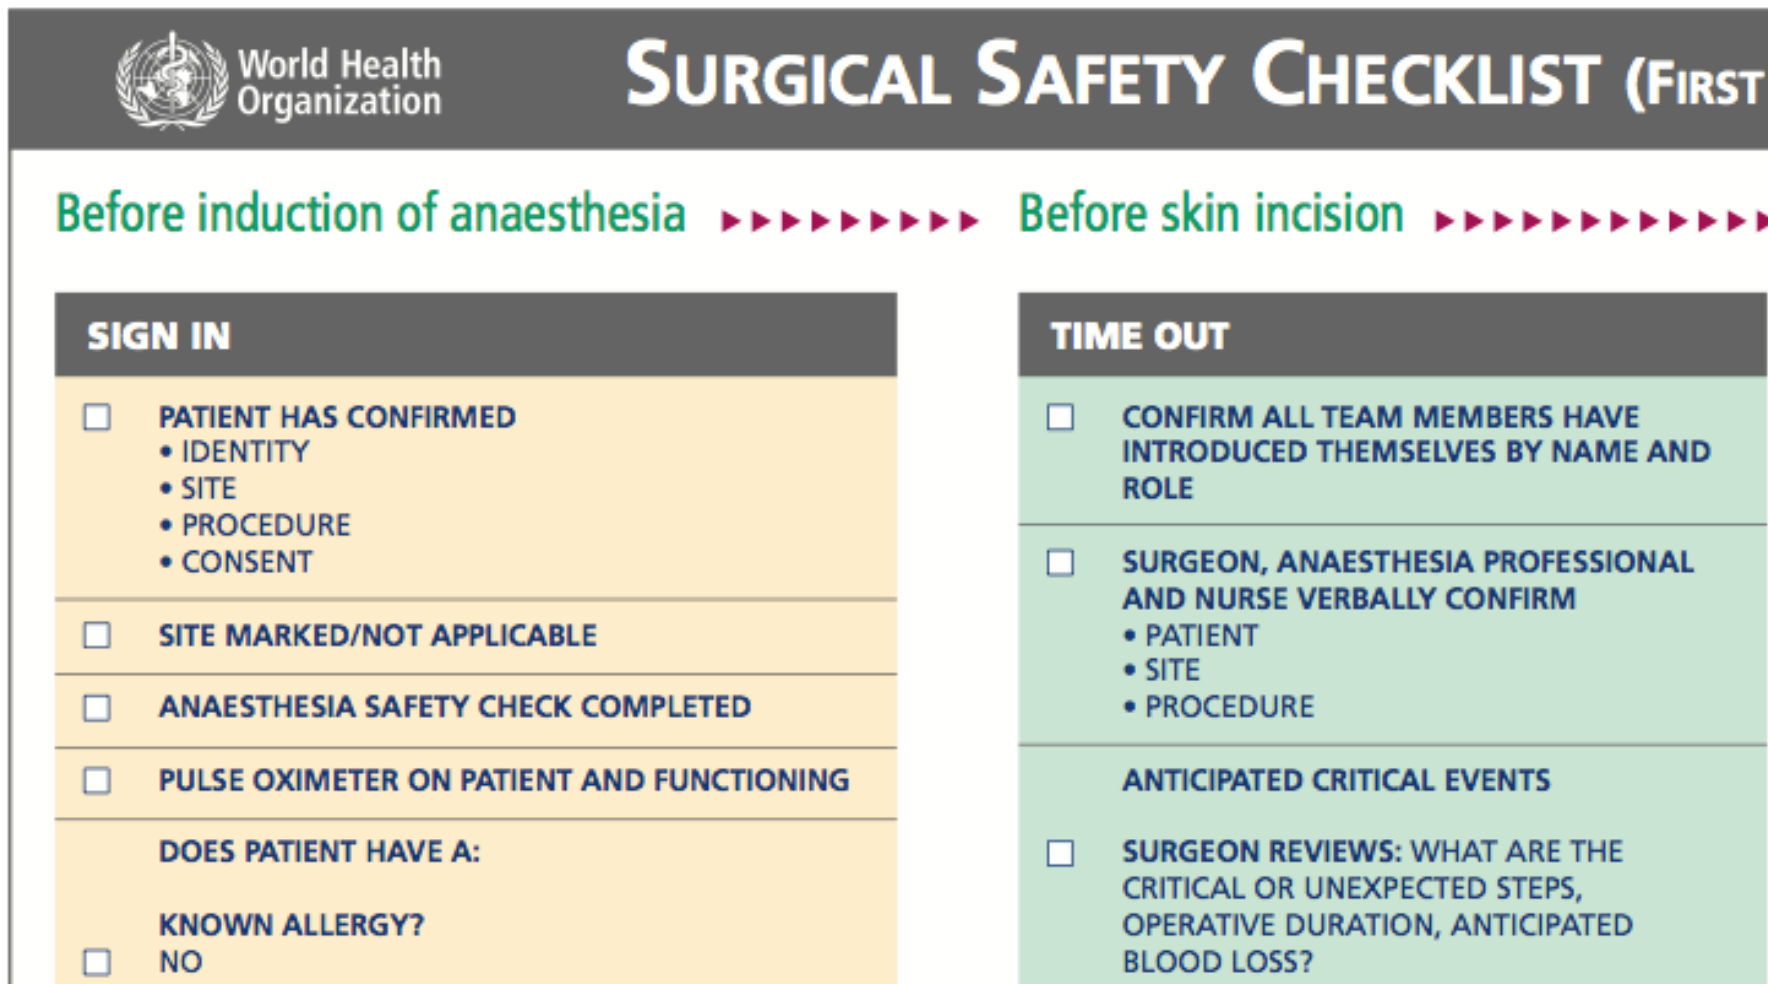 World Health
Organization
SURGICAL SAFETY CHECKLIST (FIRST
Before induction of anaesthesia
Before skin incision
SIGN IN
PATIENT HAS CONFIRMED
• IDENTITY
• SITE
• PROCEDURE
• CONSENT
SITE MARKED/NOT APPLICABLE
ANAESTHESIA SAFETY CHECK COMPLETED
PULSE OXIMETER ON PATIENT AND FUNCTIONING
DOES PATIENT HAVE A:
KNOWN ALLERGY?
NO
TIME OUT
CONFIRM ALL TEAM MEMBERS HAVE
INTRODUCED THEMSELVES BY NAME AND
ROLE
SURGEON, ANAESTHESIA PROFESSIONAL
AND NURSE VERBALLY CONFIRM
• PATIENT
• SITE
• PROCEDURE
ANTICIPATED CRITICAL EVENTS
SURGEON REVIEWS: WHAT ARE THE
CRITICAL OR UNEXPECTED STEPS,
OPERATIVE DURATION, ANTICIPATED
BLOOD LOSS?